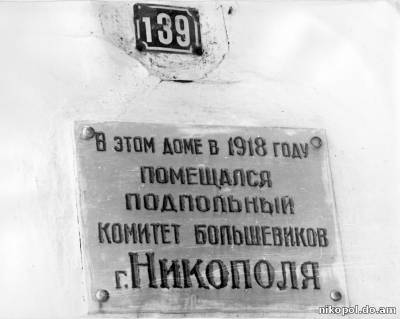 139
В ЭТОМ ДОМЕ В 1918 ГОДУ
ПОМЕЩАЛСЯ
ПОДПОЛЬНЫЙ
КОМИТЕТ БОЛЬШЕВИКОВ
г. НИКОПОЛЯ
nikopol.do.am